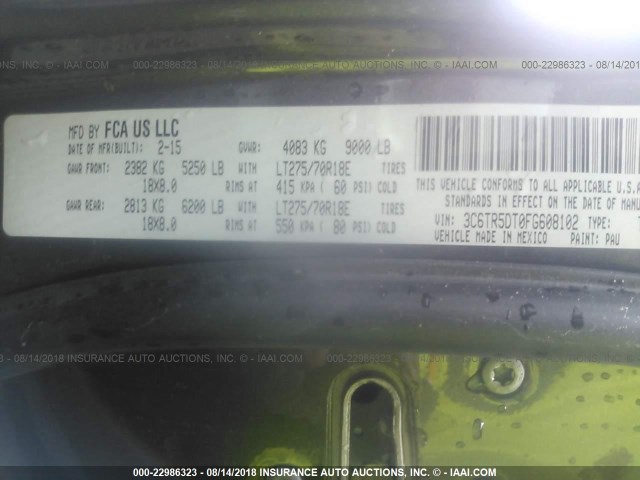 000-22986323 - 08/14/2018 INSURANCE AUTO AUCTIONS, INC. - © IAAI.COM
MFD BY FCA US LLC
DATE OF MFR(BUILT): 2-15 GVWR: 4083 KG 9000 LB
GAWR FRONT: 2382 KG 5250 LB WITH LT275/70R18E TIRES
18X8.0 RIMS AT 415 KPA ( 60 PSI) COLD
GAWR REAR: 2813 KG 6200 LB WITH LT275/70R18E TIRES
18X8.0 RIMS AT 550 KPA ( 80 PSI) COLD
THIS VEHICLE CONFORMS TO ALL
STANDARDS IN EFFECT ON THE DATE OF MANUF
VIN: 3C6TR5DT0FG608102 TYPE:
VEHICLE MADE IN MEXICO PAINT: PAU
08/14/2018 INSURANCE AUTO AUCTIONS, INC. - © IAAI.COM
000-22986323 - 08/14/2018 INSURANCE AUTO AUCTIONS, INC. - © IAAI.COM